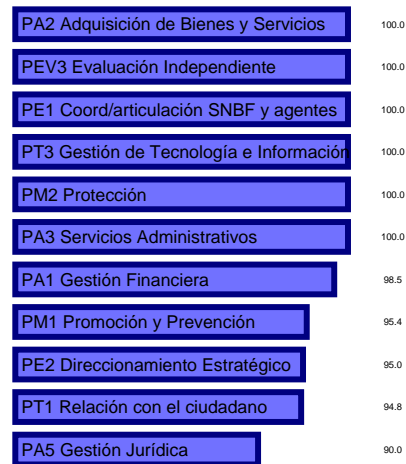 PA2 Adquisición de Bienes y Servicios 100.0
PEV3 Evaluación Independiente 100.0
PE1 Coord/articulación SNBF y agentes 100.0
PT3 Gestión de Tecnología e Información 100.0
PM2 Protección 100.0
PA3 Servicios Administrativos 100.0
PA1 Gestión Financiera 98.5
PM1 Promoción y Prevención 95.4
PE2 Direccionamiento Estratégico 95.0
PT1 Relación con el ciudadano 94.8
PA5 Gestión Jurídica 90.0